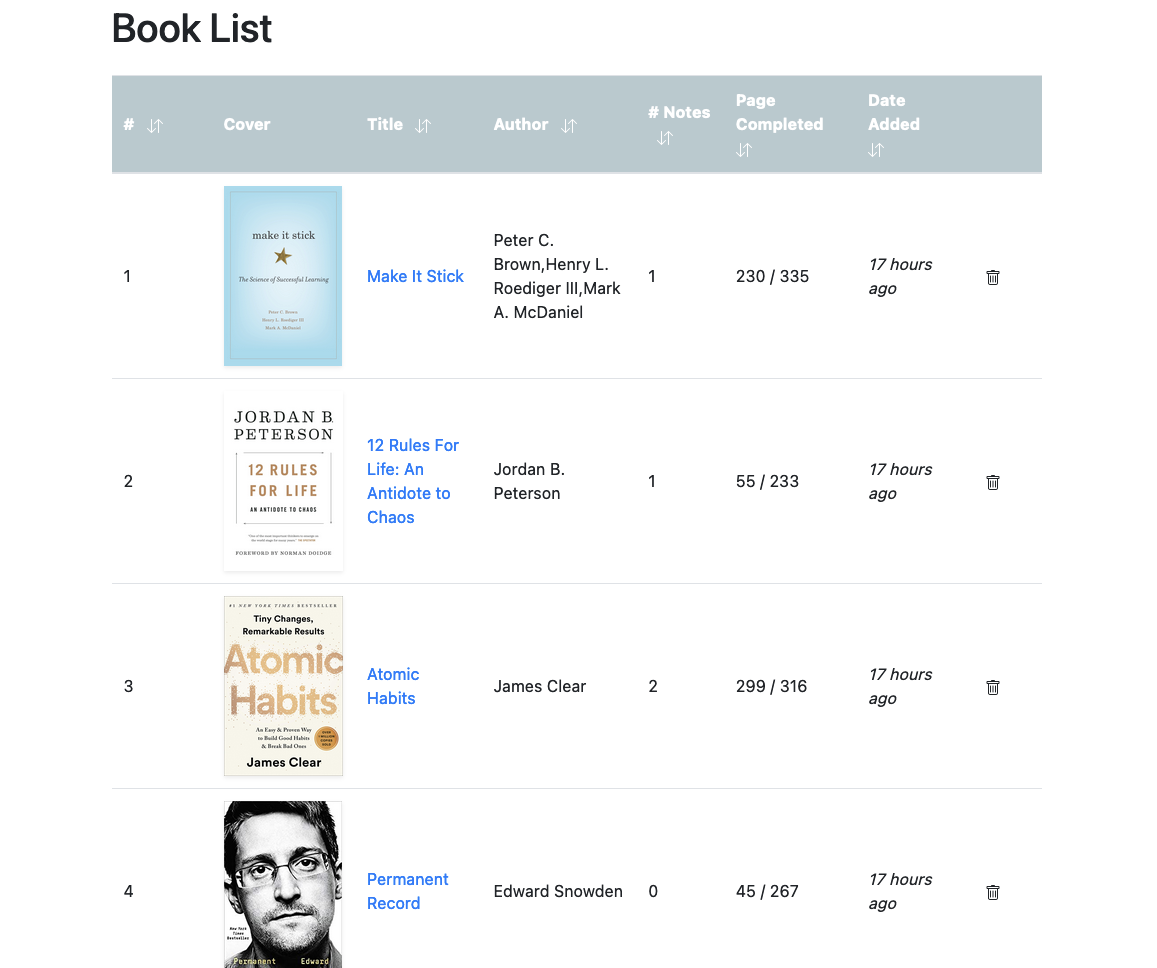 Book List
#
Cover
Title
Author
# Notes
Page
Completed
Date
Added
1
make it stick
The Science of Successful Learning
Peter C. Brown
Henry L. Roediger III
Mark A. McDaniel
Make It Stick
Peter C.
Brown,Henry L.
Roediger III,Mark
A. McDaniel
1
230 / 335
17 hours
ago
2
JORDAN B.
PETERSON
12 RULES
FOR LIFE
AN ANTIDOTE TO CHAOS
FOREWORD BY NORMAN DOIDGE
12 Rules For
Life: An
Antidote to
Chaos
Jordan B.
Peterson
1
55 / 233
17 hours
ago
3
#1 NEW YORK TIMES BESTSELLER
Tiny Changes,
Remarkable Results
Atomic
Habits
An Easy & Proven Way
to Build Good Habits
& Break Bad Ones
James Clear
Atomic
Habits
James Clear
2
299 / 316
17 hours
ago
4
New York
Times
Bestseller
Permanent Edward
Permanent
Record
Edward Snowden
0
45 / 267
17 hours
ago